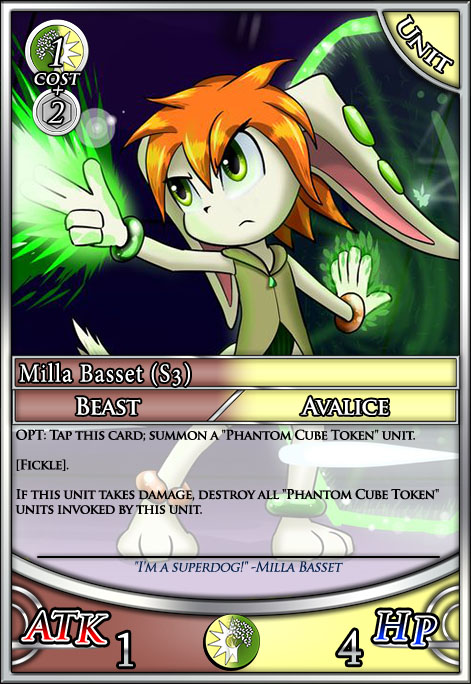 UNIT
1
COST
+
2
Milla Basset (S3)
Beast
Avalice
OPT: Tap this card; summon a "Phantom Cube Token" unit.
[Fickle].
If this unit takes damage, destroy all "Phantom Cube Token"
units invoked by this unit.
"I'm a superdog!" -Milla Basset
ATK
1
4
HP